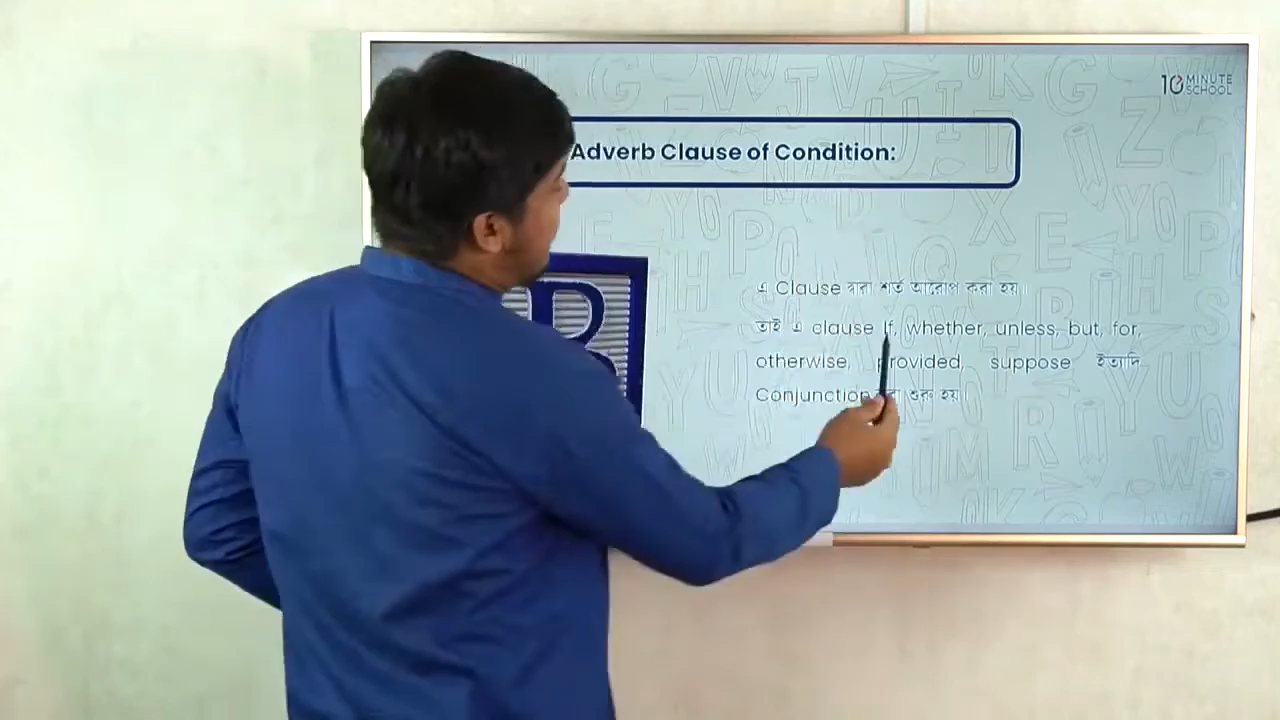 10 MINUTE SCHOOL
Adverb Clause of Condition:
এ Clause দ্বারা শর্ত আরোপ করা হয়।
তাই এ clause If, whether, unless, but, for,
otherwise, provided, suppose ইত্যাদি
Conjunction দ্বারা শুরু হয়।
B